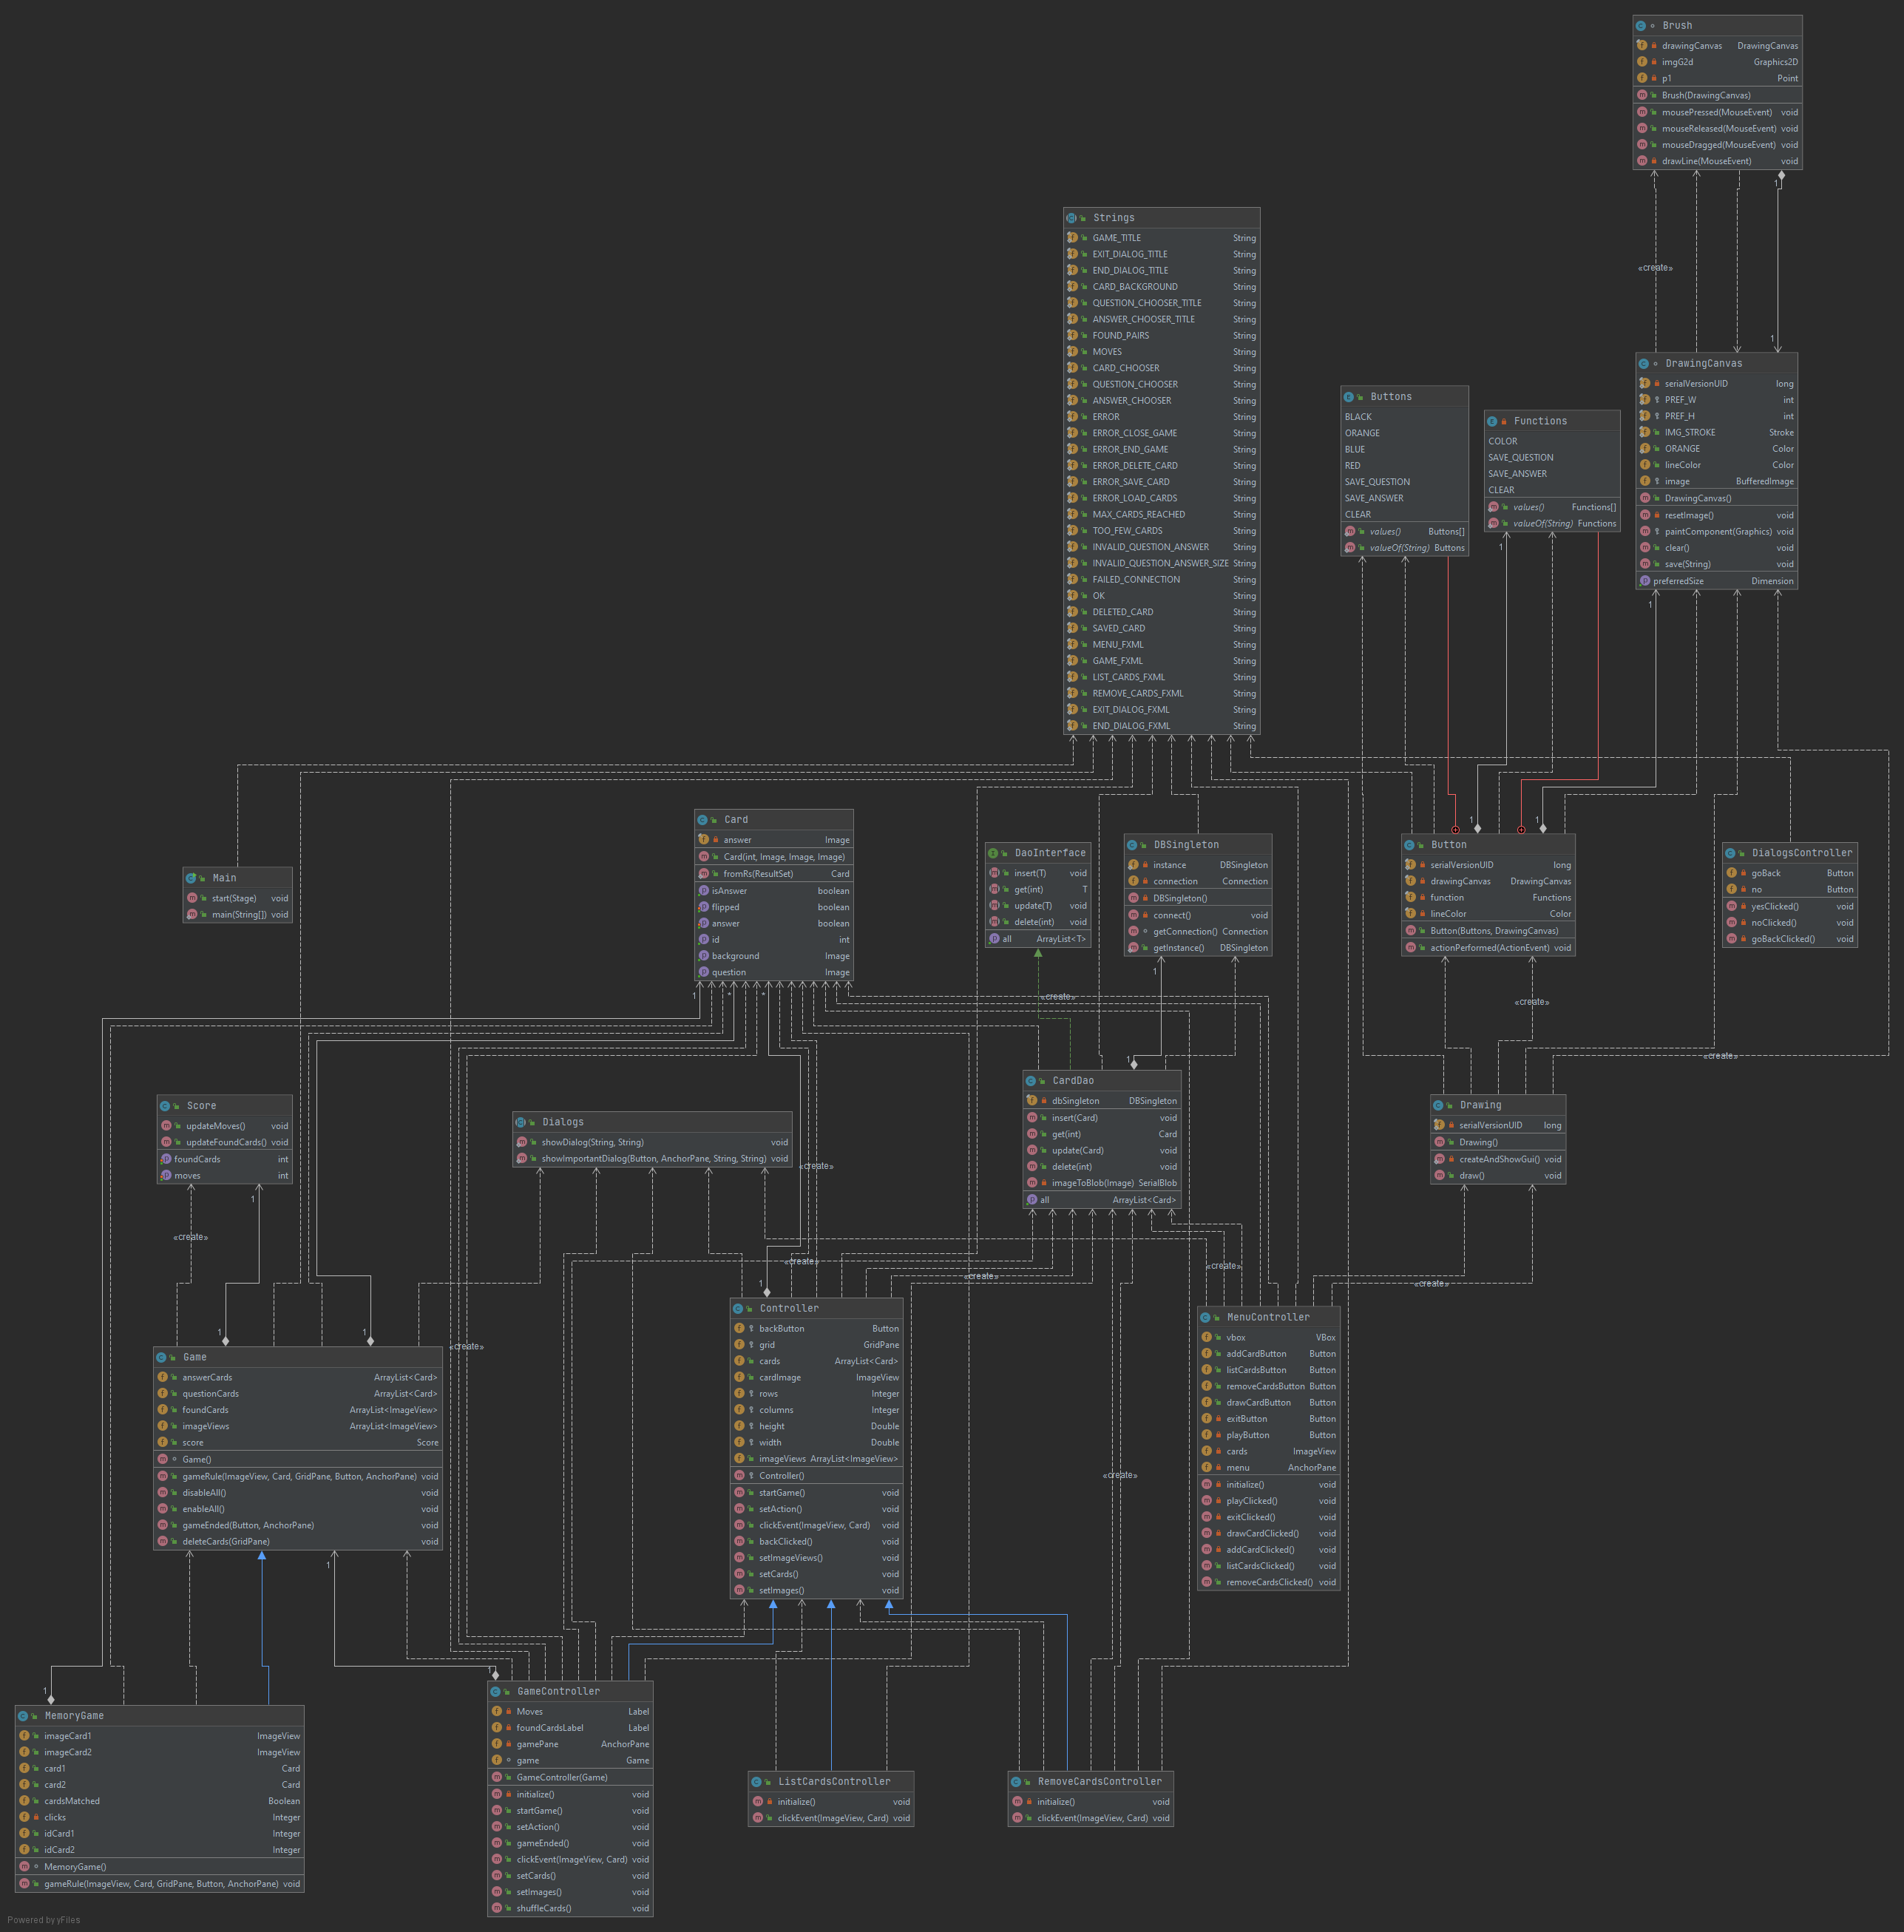 Brush
drawingCanvas DrawingCanvas
imgG2d Graphics2D
p1 Point
Brush(DrawingCanvas)
mousePressed(MouseEvent) void
mouseReleased(MouseEvent) void
mouseDragged(MouseEvent) void
drawLine(MouseEvent) void
1
«create»
1
Strings
GAME_TITLE String
EXIT_DIALOG_TITLE String
END_DIALOG_TITLE String
CARD_BACKGROUND String
QUESTION_CHOOSER_TITLE String
ANSWER_CHOOSER_TITLE String
FOUND_PAIRS String
MOVES String
CARD_CHOOSER String
QUESTION_CHOOSER String
ANSWER_CHOOSER String
ERROR String
ERROR_CLOSE_GAME String
ERROR_END_GAME String
ERROR_DELETE_CARD String
ERROR_SAVE_CARD String
ERROR_LOAD_CARDS String
MAX_CARDS_REACHED String
TOO_FEW_CARDS String
INVALID_QUESTION_ANSWER String
INVALID_QUESTION_ANSWER_SIZE String
FAILED_CONNECTION String
OK String
DELETED_CARD String
SAVED_CARD String
MENU_FXML String
GAME_FXML String
LIST_CARDS_FXML String
REMOVE_CARDS_FXML String
EXIT_DIALOG_FXML String
END_DIALOG_FXML String
Buttons
BLACK
ORANGE
BLUE
RED
SAVE_QUESTION
SAVE_ANSWER
CLEAR
values() Buttons[]
valueOf(String) Buttons
Functions
COLOR
SAVE_QUESTION
SAVE_ANSWER
CLEAR
values() Functions[]
valueOf(String) Functions
1
DrawingCanvas
serialVersionUID long
PREF_W int
PREF_H int
IMG_STROKE Stroke
ORANGE Color
lineColor Color
image BufferedImage
DrawingCanvas()
resetImage() void
paintComponent(Graphics) void
clear() void
save(String) void
preferredSize Dimension
1
Main
start(Stage) void
main(String[]) void
Card
answer Image
Card(int, Image, Image, Image)
fromRs(ResultSet) Card
isAnswer boolean
flipped boolean
answer boolean
id int
background Image
question Image
1
*
*
DaoInterface
insert(T) void
get(int) T
update(T) void
delete(int) void
all ArrayList<T>
DBSingleton
instance DBSingleton
connection Connection
DBSingleton()
connect() void
getConnection() Connection
getInstance() DBSingleton
1
1
1
Button
serialVersionUID long
drawingCanvas DrawingCanvas
function Functions
lineColor Color
Button(Buttons, DrawingCanvas)
actionPerformed(ActionEvent) void
DialogsController
goBack Button
no Button
yesClicked() void
noClicked() void
goBackClicked() void
«create»
«create»
«create»
1
CardDao
dbSingleton DBSingleton
insert(Card) void
get(int) Card
update(Card) void
delete(int) void
imageToBlob(Image) SerialBlob
all ArrayList<Card>
Drawing
serialVersionUID long
Drawing()
createAndShowGui() void
draw() void
Score
updateMoves() void
updateFoundCards() void
foundCards int
moves int
1
«create»
Dialogs
showDialog(String, String) void
showImportantDialog(Button, AnchorPane, String, String) void
«create»
«create»
«create»
«create»
«create»
1
1
1
«create»
Game
answerCards ArrayList<Card>
questionCards ArrayList<Card>
foundCards ArrayList<ImageView>
imageViews ArrayList<ImageView>
score Score
Game()
gameRule(ImageView, Card, GridPane, Button, AnchorPane) void
disableAll() void
enableAll() void
gameEnded(Button, AnchorPane) void
deleteCards(GridPane) void
1
Controller
backButton Button
grid GridPane
cards ArrayList<Card>
cardImage ImageView
rows Integer
columns Integer
height Double
width Double
imageViews ArrayList<ImageView>
Controller()
startGame() void
setAction() void
clickEvent(ImageView, Card) void
backClicked() void
setImageViews() void
setCards() void
setImages() void
«create»
MenuController
vbox VBox
addCardButton Button
listCardsButton Button
removeCardsButton Button
drawCardButton Button
exitButton Button
playButton Button
cards ImageView
menu AnchorPane
initialize() void
playClicked() void
exitClicked() void
drawCardClicked() void
addCardClicked() void
listCardsClicked() void
removeCardsClicked() void
1
1
MemoryGame
imageCard1 ImageView
imageCard2 ImageView
card1 Card
card2 Card
cardsMatched Boolean
clicks Integer
idCard1 Integer
idCard2 Integer
MemoryGame()
gameRule(ImageView, Card, GridPane, Button, AnchorPane) void
GameController
Moves Label
foundCardsLabel Label
gamePane AnchorPane
game Game
GameController(Game)
initialize() void
startGame() void
setAction() void
gameEnded() void
clickEvent(ImageView, Card) void
setCards() void
setImages() void
shuffleCards() void
ListCardsController
initialize() void
clickEvent(ImageView, Card) void
RemoveCardsController
initialize() void
clickEvent(ImageView, Card) void
Powered by yFiles